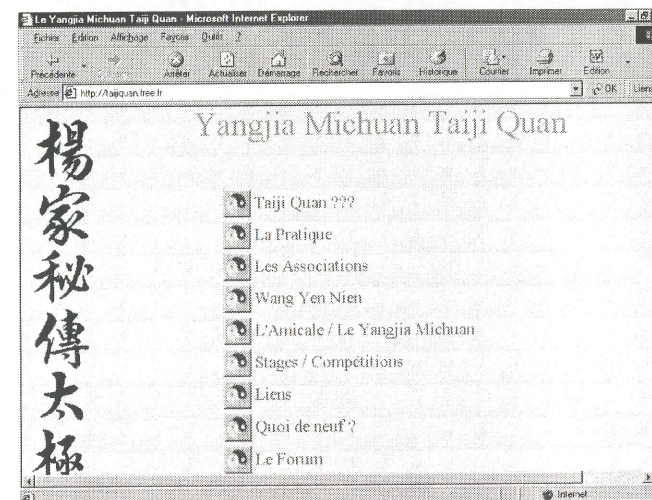 Le Yangjia Michuan Taiji Quan - Microsoft Internet Explorer
Fichier Edition Affichage Favoris Outils ?
Précédente Arrêter Actualiser Démarrage Rechercher Favoris Historique Courrier Imprimer Edition
Adresse http://taijiquan.free.fr OK Liens
Yangjia Michuan Taiji Quan
楊家秘傳太極
Taiji Quan ???
La Pratique
Les Associations
Wang Yen Nien
L'Amicale / Le Yangjia Michuan
Stages / Compétitions
Liens
Quoi de neuf ?
Le Forum
Internet